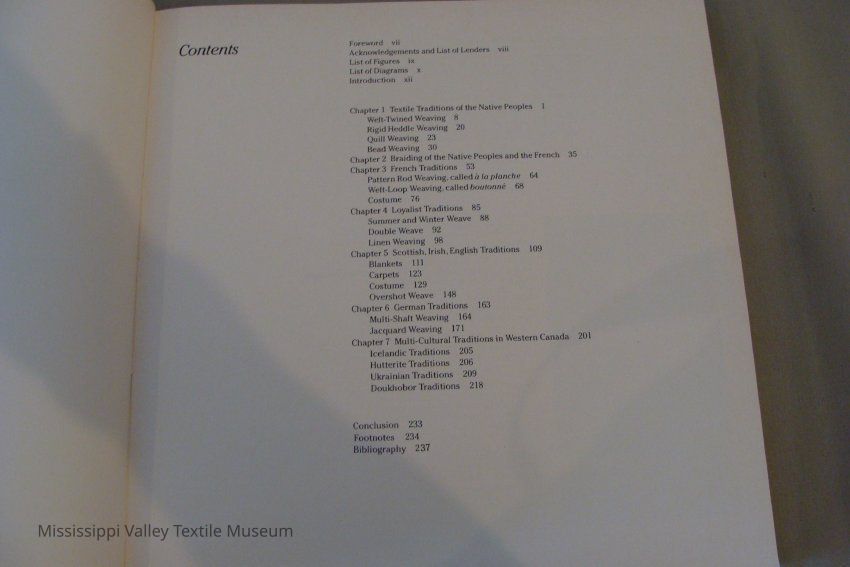 Contents
Foreword vii
Acknowledgements and List of Lenders viii
List of Figures ix
List of Diagrams x
Introduction xii
Chapter 1 Textile Traditions of the Native Peoples 1
Weft-Twined Weaving 8
Rigid Heddle Weaving 20
Quill Weaving 23
Bead Weaving 30
Chapter 2 Braiding of the Native Peoples and the French 35
Chapter 3 French Traditions 53
Pattern Rod Weaving, called à la planche 64
Weft-Loop Weaving, called boutonné 68
Costume 76
Chapter 4 Loyalist Traditions 85
Summer and Winter Weave 88
Double Weave 92
Linen Weaving 98
Chapter 5 Scottish, Irish, English Traditions 109
Blankets 111
Carpets 123
Costume 129
Overshot Weave 148
Chapter 6 German Traditions 163
Multi-Shaft Weaving 164
Jacquard Weaving 171
Chapter 7 Multi-Cultural Traditions in Western Canada 201
Icelandic Traditions 205
Hutterite Traditions 206
Ukrainian Traditions 209
Doukhobor Traditions 218
Conclusion 233
Footnotes 234
Bibliography 237
Mississippi Valley Textile Museum